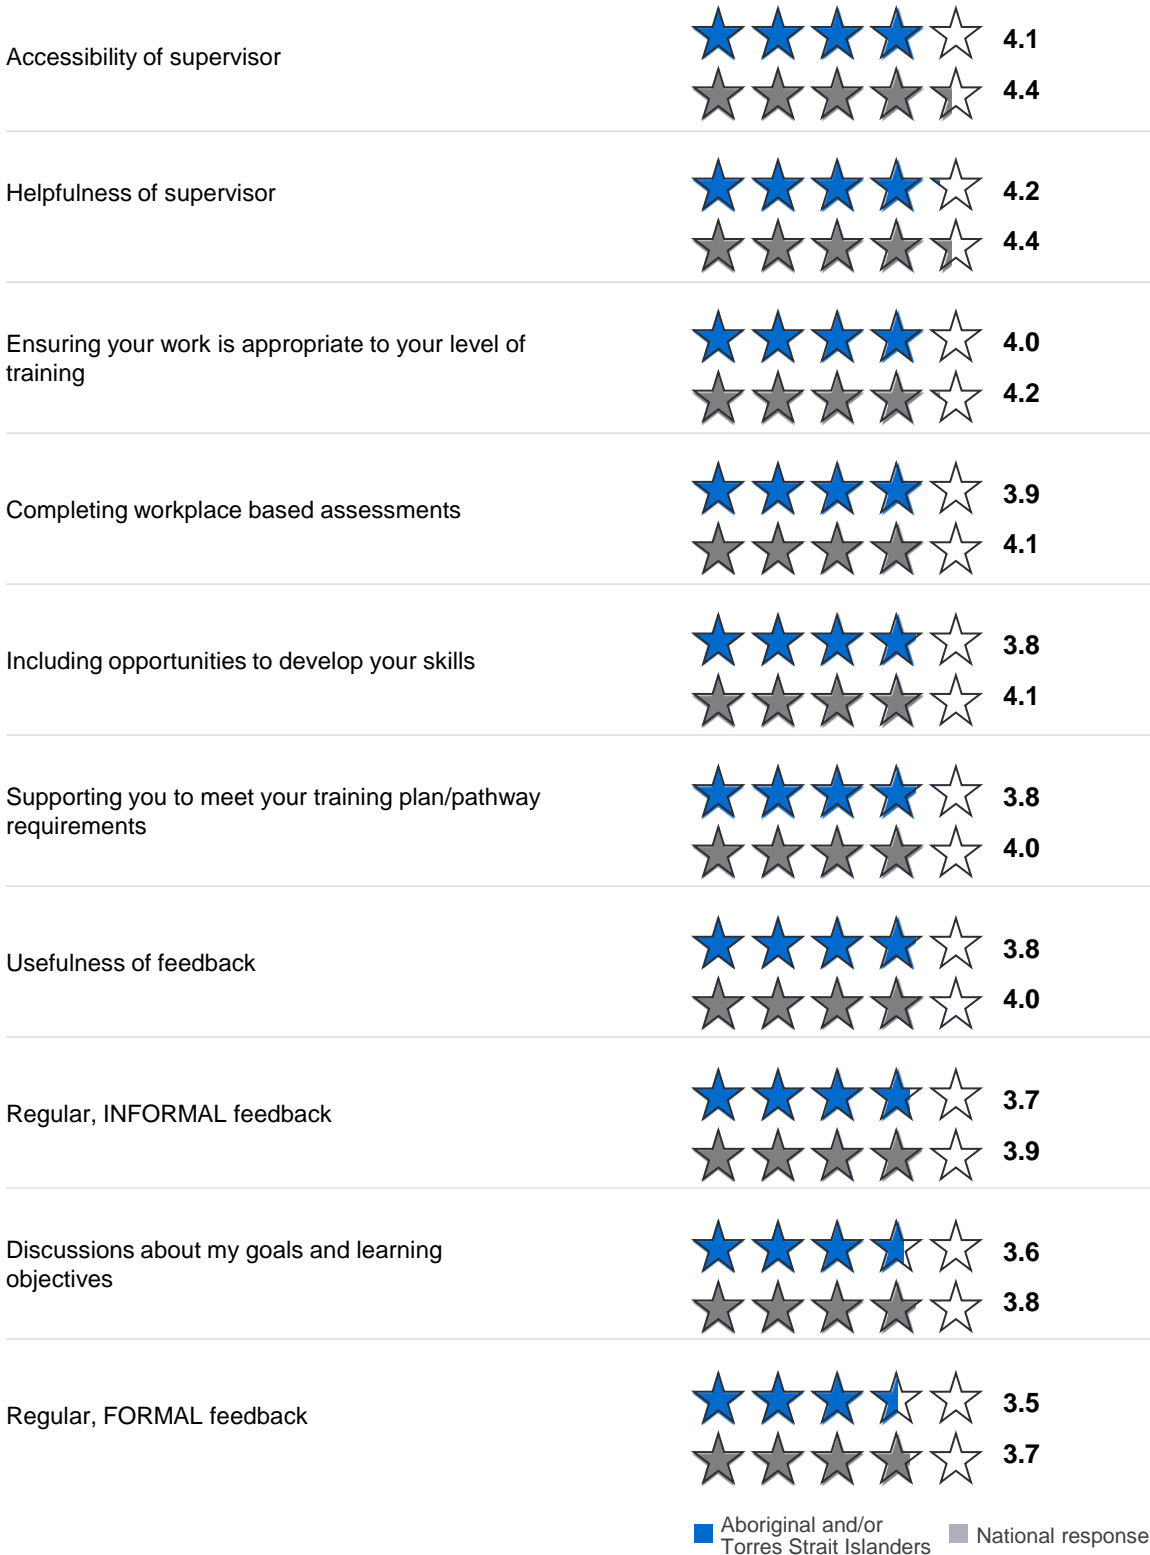 Accessibility of supervisor
4.1
4.4
Helpfulness of supervisor
4.2
4.4
Ensuring your work is appropriate to your level of
training
4.0
4.2
Completing workplace based assessments
3.9
4.1
Including opportunities to develop your skills
3.8
4.1
Supporting you to meet your training plan/pathway
requirements
3.8
4.0
Usefulness of feedback
3.8
4.0
Regular, INFORMAL feedback
3.7
3.9
Discussions about my goals and learning
objectives
3.6
3.8
Regular, FORMAL feedback
3.5
3.7
Aboriginal and/or
Torres Strait Islanders
National response